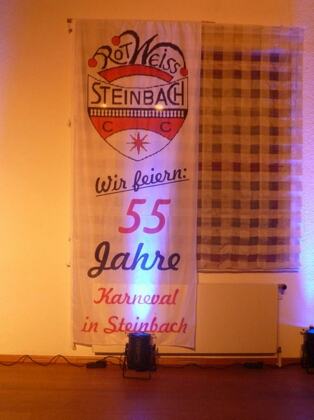 ROT WEISS
STEINBACH
C C
Wir feiern:
55
Jahre
Karneval
in Steinbach